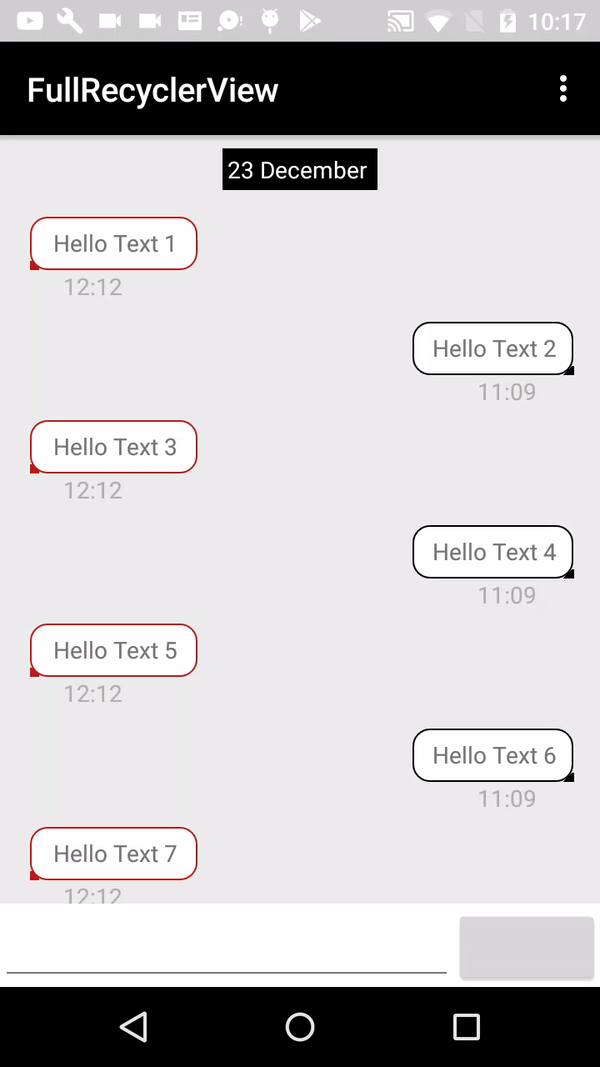 10:17
FullRecyclerView
23 December
Hello Text 1
12:12
Hello Text 2
11:09
Hello Text 3
12:12
Hello Text 4
11:09
Hello Text 5
12:12
Hello Text 6
11:09
Hello Text 7
12:12